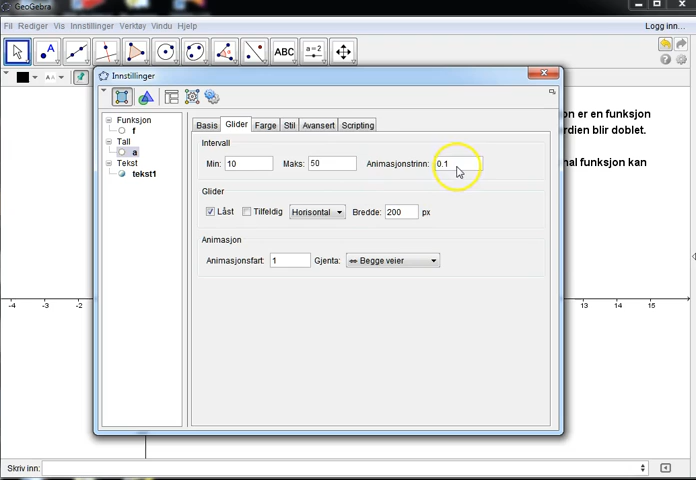 GeoGebra
Fil Rediger Vis Innstillinger Verktøy Vindu Hjelp
Logg inn...
ABC
a=2
AA
Innstillinger
Funksjon
f
Tall
a
Tekst
tekst1
Basis Glider Farge Stil Avansert Scripting
Intervall
Min: 10 Maks: 50 Animasjonstrinn: 0.1
Glider
Låst Tilfeldig Horisontal Bredde: 200 px
Animasjon
Animasjonsfart: 1 Gjenta: ⇔ Begge veier
on er en funksjon
rdien blir doblet.
nal funksjon kan
-4 -3 -2 13 14 15
Skriv inn: